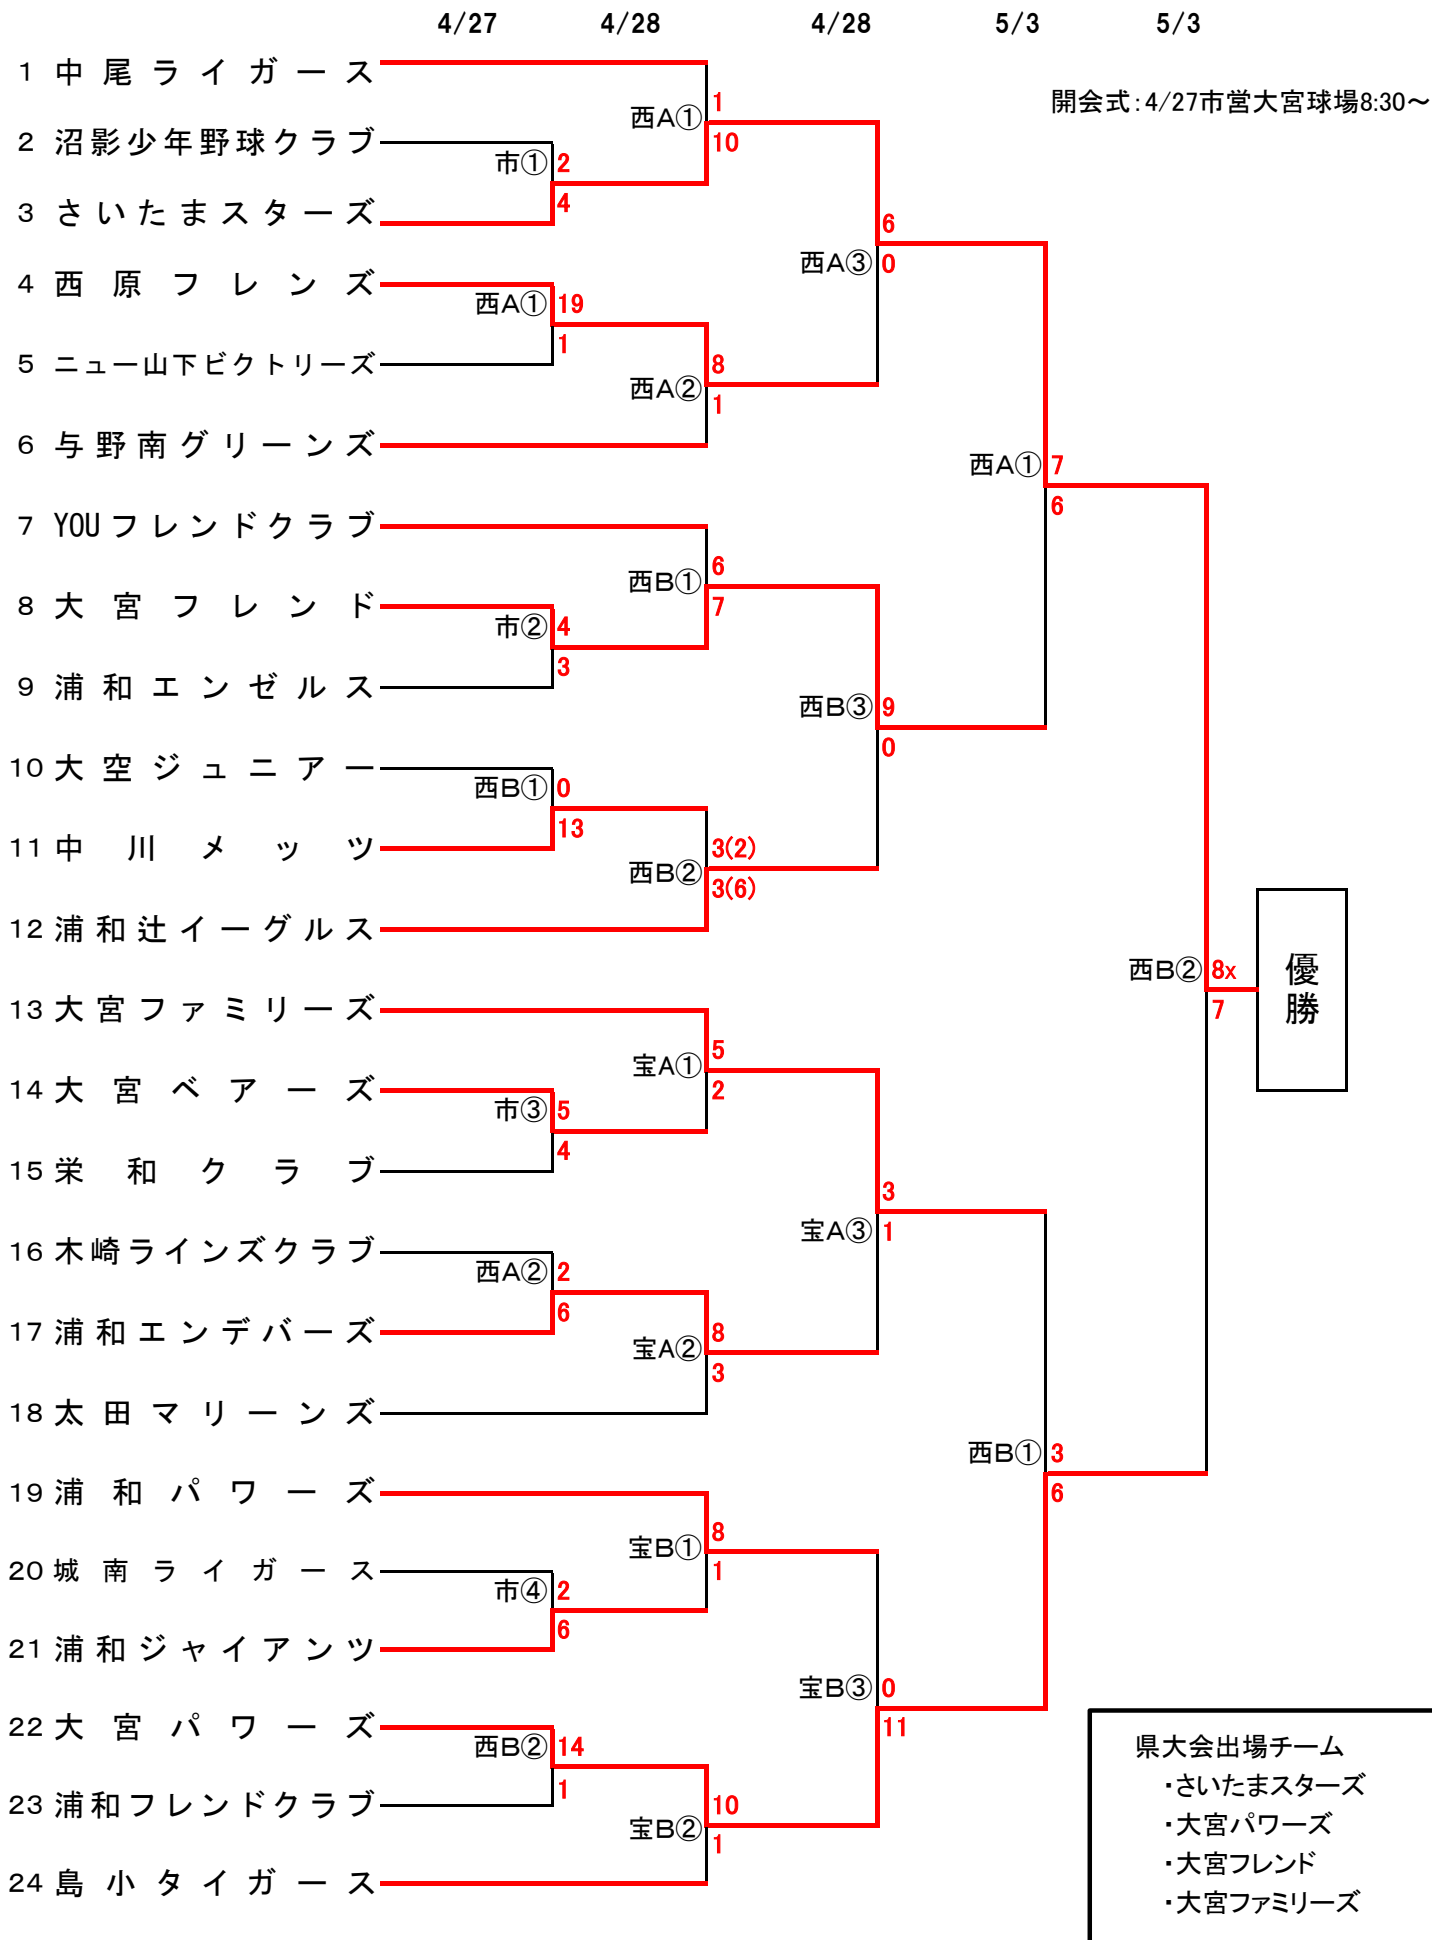 4/27 4/28 4/28 5/3 5/3
開会式：4/27市営大宮球場8:30～
1 中尾ライガース
西A① 1
10
2 沼影少年野球クラブ
市① 2
4
3 さいたまスターズ
西A③ 6
0
4 西原フレンズ
西A① 19
1
5 ニュー山下ビクトリーズ
西A② 8
1
6 与野南グリーンズ
西A① 7
6
7 YOUフレンドクラブ
西B① 6
7
8 大宮フレンド
市② 4
3
9 浦和エンゼルス
西B③ 9
0
10 大空ジュニアー
西B① 0
13
11 中川メッツ
西B② 3(2)
3(6)
12 浦和辻イーグルス
西B② 8x
7
優勝
13 大宮ファミリーズ
宝A① 5
2
14 大宮ベアーズ
市③ 5
4
15 栄和クラブ
宝A③ 3
1
16 木崎ラインズクラブ
西A② 2
6
17 浦和エンデバーズ
宝A② 8
3
18 太田マリーンズ
西B① 3
6
19 浦和パワーズ
宝B① 8
1
20 城南ライガース
市④ 2
6
21 浦和ジャイアンツ
宝B③ 0
11
22 大宮パワーズ
西B② 14
1
23 浦和フレンドクラブ
宝B② 10
1
24 島小タイガース
県大会出場チーム
・さいたまスターズ
・大宮パワーズ
・大宮フレンド
・大宮ファミリーズ